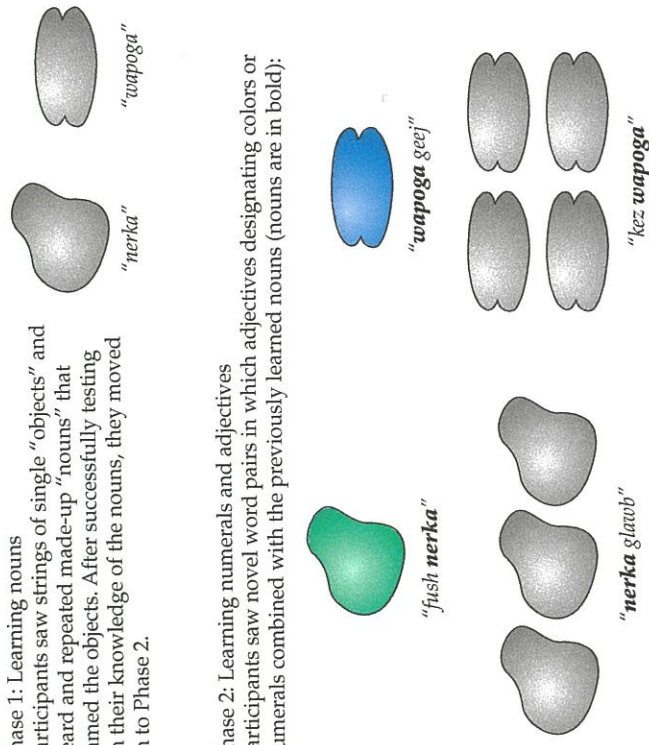 hase 1: Learning nouns
articipants saw strings of single "objects" and
eard and repeated made-up "nouns" that
amed the objects. After successfully testing
n their knowledge of the nouns, they moved
n to Phase 2.
"nerka"
"wapoga"
hase 2: Learning numerals and adjectives
articipants saw novel word pairs in which adjectives designating colors or
umerals combined with the previously learned nouns (nouns are in bold):
"fush nerka"
"wapoga geej"
"nerka glawb"
"kez wapoga"